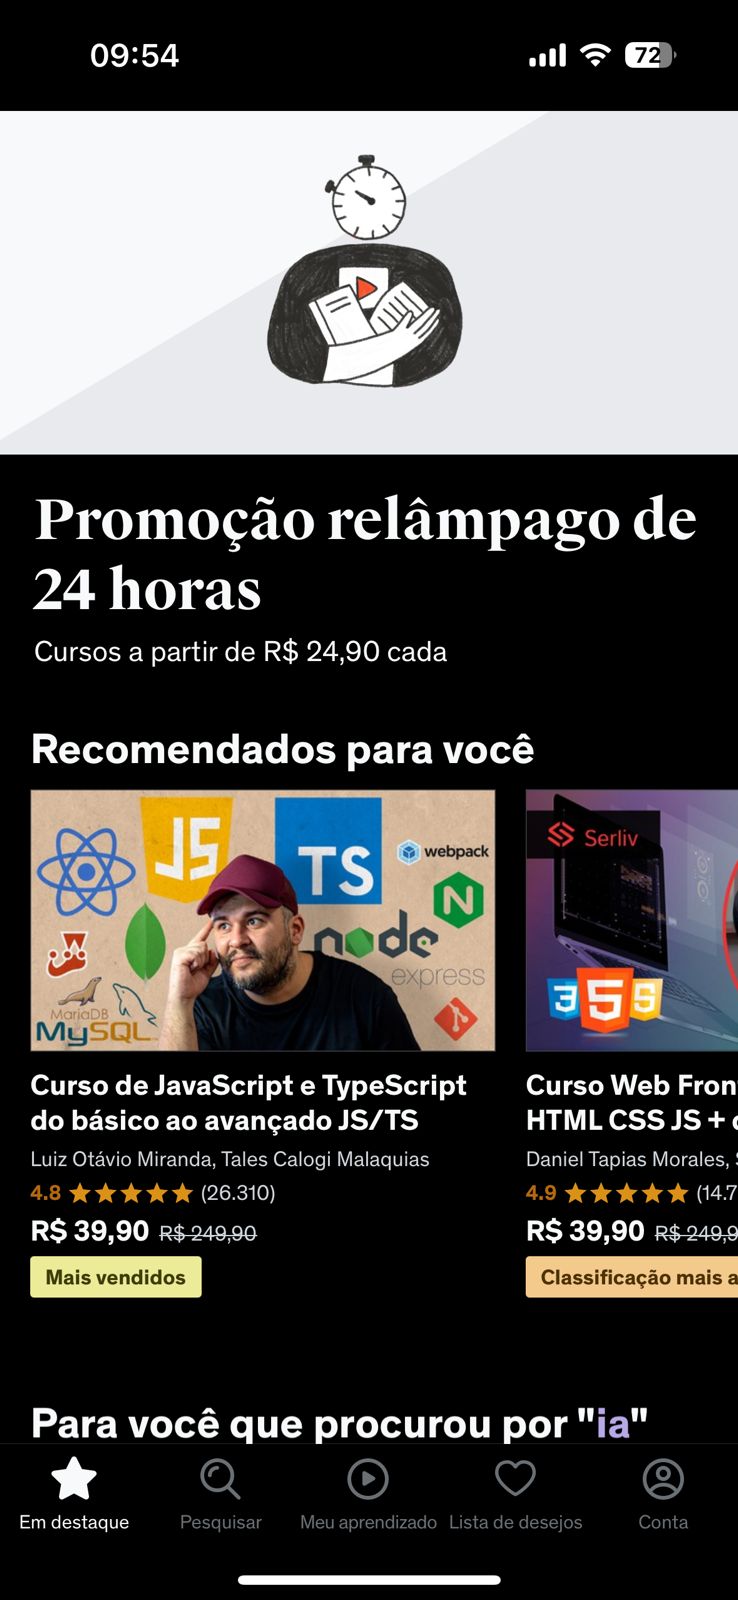 09:54
72
Promoção relâmpago de
24 horas
Cursos a partir de R$ 24,90 cada
Recomendados para você
JS
TS
webpack
N
node
express
MariaDB
MySQL
Serliv
3 5 S
Curso de JavaScript e TypeScript
do básico ao avançado JS/TS
Luiz Otávio Miranda, Tales Calogi Malaquias
4.8 (26.310)
R$ 39,90 R$ 249,90
Mais vendidos
Curso Web Fron
HTML CSS JS +
Daniel Tapias Morales,
4.9 (14.7
R$ 39,90 R$ 249,9
Classificação mais a
Para você que procurou por "ia"
Em destaque
Pesquisar
Meu aprendizado
Lista de desejos
Conta